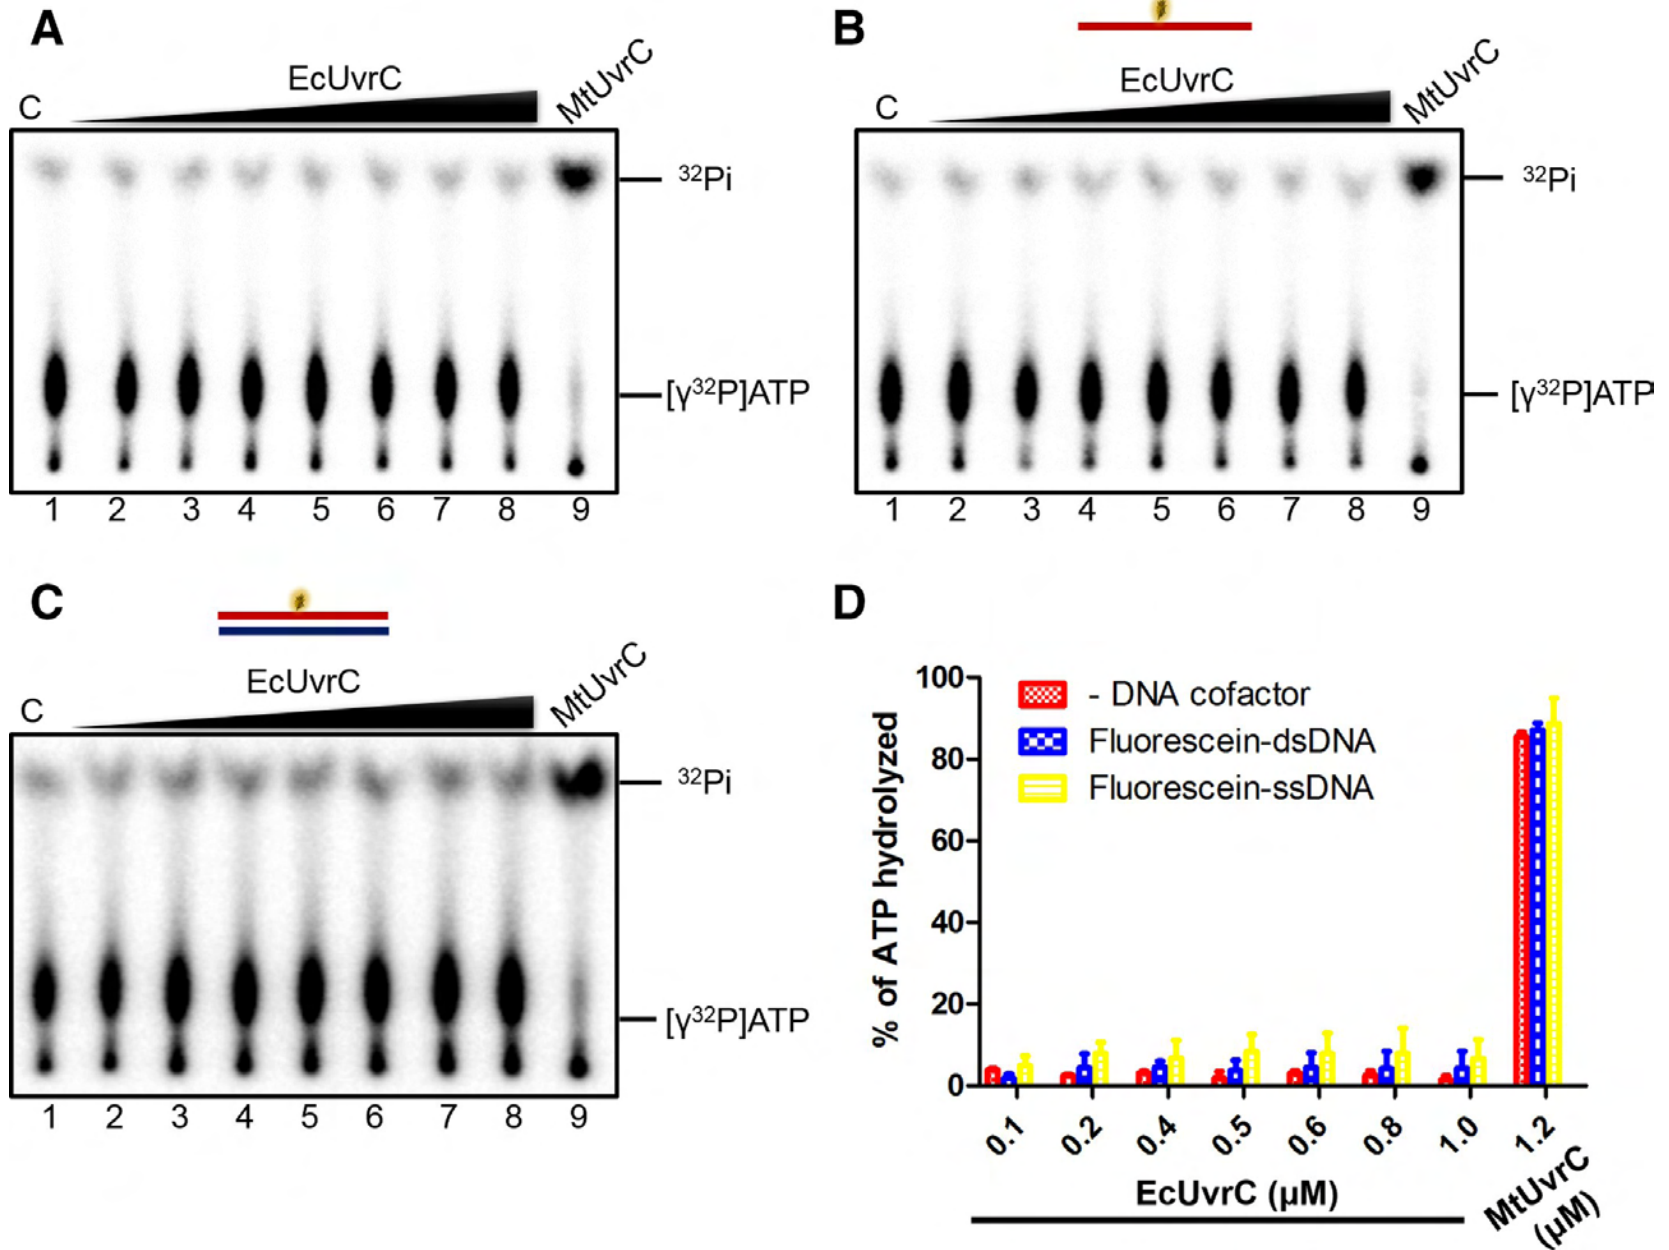 A
EcUvrC
C
MtUvrC
32Pi
[γ32P]ATP
1 2 3 4 5 6 7 8 9
B
EcUvrC
C
MtUvrC
32Pi
[γ32P]ATP
1 2 3 4 5 6 7 8 9
C
EcUvrC
C
MtUvrC
32Pi
[γ32P]ATP
1 2 3 4 5 6 7 8 9
D
% of ATP hydrolyzed
100
80
60
40
20
0
- DNA cofactor
Fluorescein-dsDNA
Fluorescein-ssDNA
0.1 0.2 0.4 0.5 0.6 0.8 1.0 1.2
EcUvrC (µM)
MtUvrC
(µM)